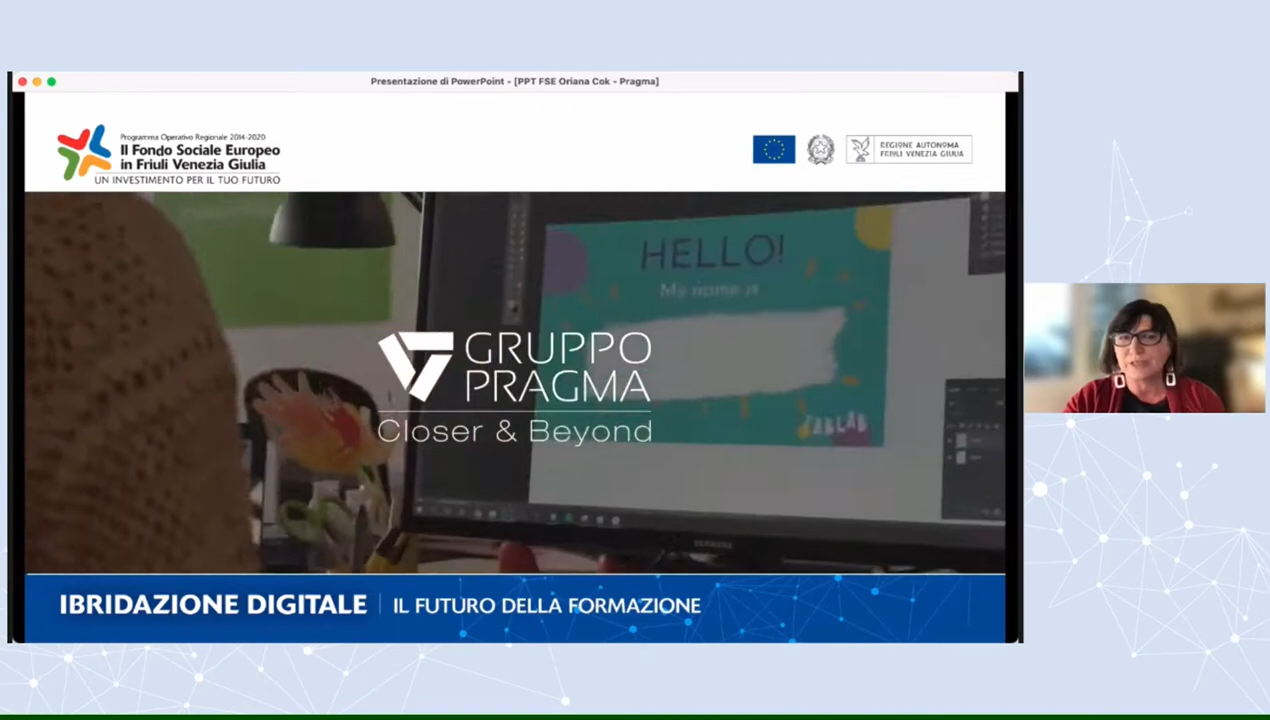 Presentazione di PowerPoint - [PPT FSE Oriana Cok - Pragma]
Programma Operativo Regionale 2014-2020
Il Fondo Sociale Europeo
in Friuli Venezia Giulia
UN INVESTIMENTO PER IL TUO FUTURO
REGIONE AUTONOMA
FRIULI VENEZIA GIULIA
HELLO!
My name is
GRUPPO
PRAGMA
Closer & Beyond
FABLAB
SAMSUNG
IBRIDAZIONE DIGITALE | IL FUTURO DELLA FORMAZIONE